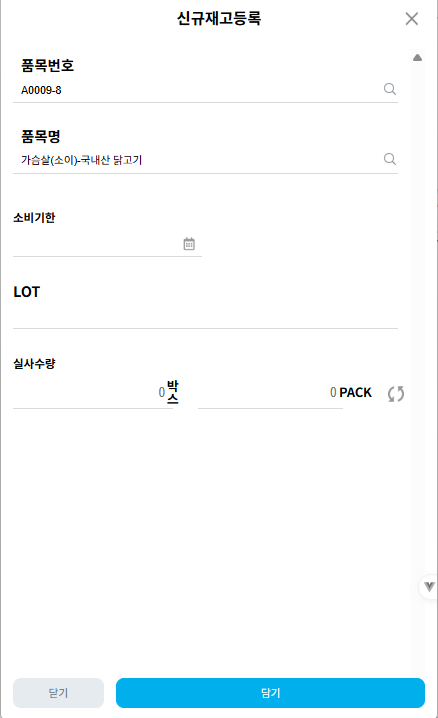 신규재고등록
품목번호
A0009-8
품목명
가슴살(소이)-국내산 닭고기
소비기한
LOT
실사수량
0 박스
0 PACK
닫기
담기